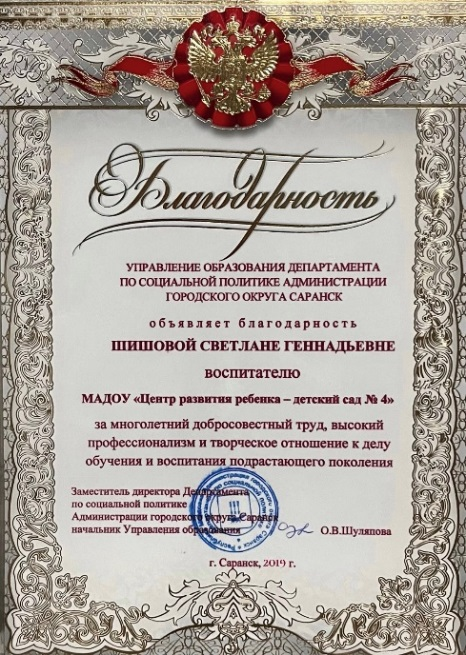 Благодарность
УПРАВЛЕНИЕ ОБРАЗОВАНИЯ ДЕПАРТАМЕНТА
ПО СОЦИАЛЬНОЙ ПОЛИТИКЕ АДМИНИСТРАЦИИ
ГОРОДСКОГО ОКРУГА САРАНСК
объявляет благодарность
ШИШОВОЙ СВЕТЛАНЕ ГЕННАДЬЕВНЕ
воспитателю
МАДОУ «Центр развития ребенка – детский сад № 4»
за многолетний добросовестный труд, высокий
профессионализм и творческое отношение к делу
обучения и воспитания подрастающего поколения
Заместитель директора Департамента
по социальной политике
Администрации городского округа Саранск
начальник Управления образования О.В.Шуляпова
г. Саранск, 2019 г.